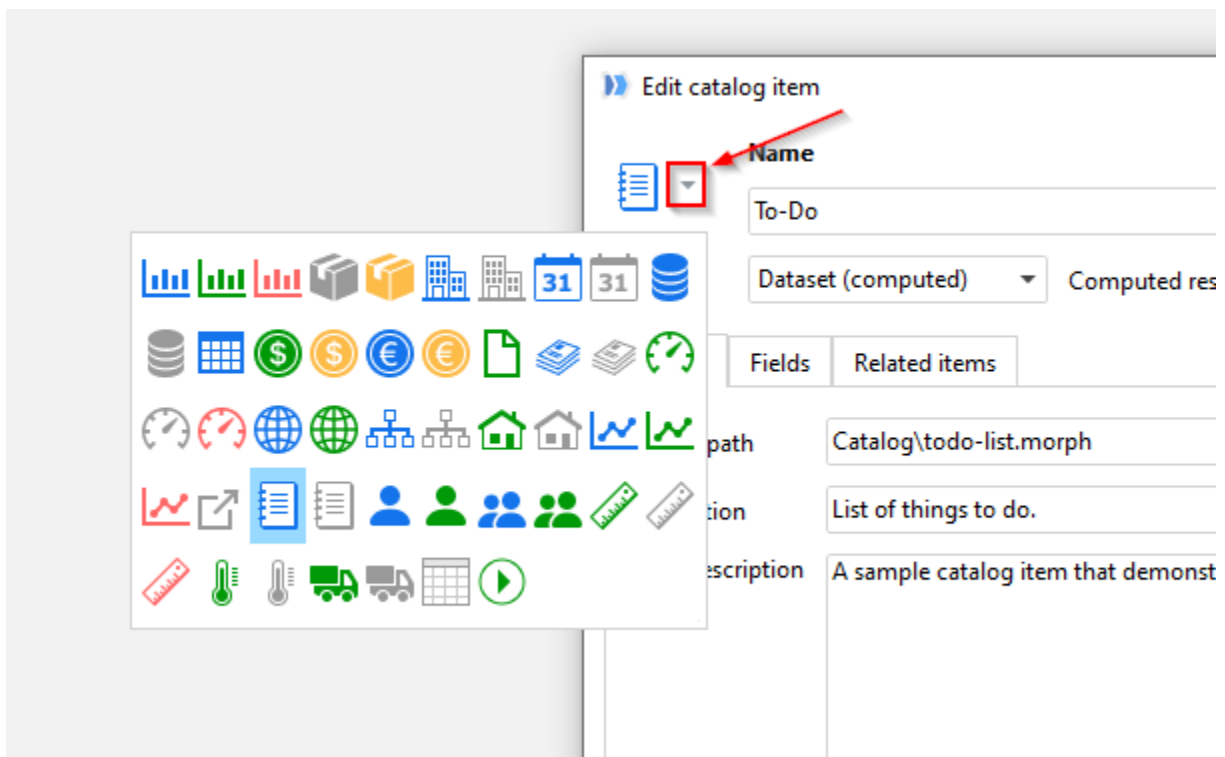 Edit catalog item
Name
To-Do
Dataset (computed)
Computed res
Fields
Related items
path
Catalog\todo-list.morph
tion
List of things to do.
escription
A sample catalog item that demonst
31
31
$
$
€
€